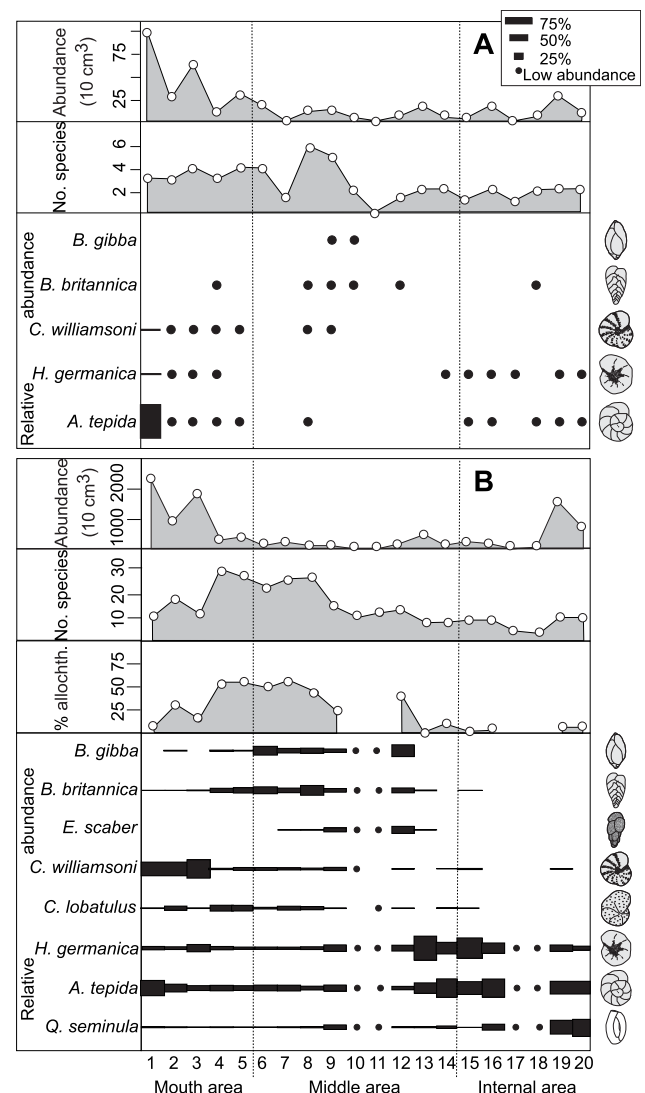 75%
50%
25%
Low abundance
A
Abundance
(10 cm³)
75
25
No. species
6
4
2
Relative abundance
B. gibba
B. britannica
C. williamsoni
H. germanica
A. tepida
B
Abundance
(10 cm³)
2000
1000
No. species
30
20
10
% allochth.
75
50
25
Relative abundance
B. gibba
B. britannica
E. scaber
C. williamsoni
C. lobatulus
H. germanica
A. tepida
Q. seminula
1 2 3 4 5 6 7 8 9 10 11 12 13 14 15 16 17 18 19 20
Mouth area Middle area Internal area